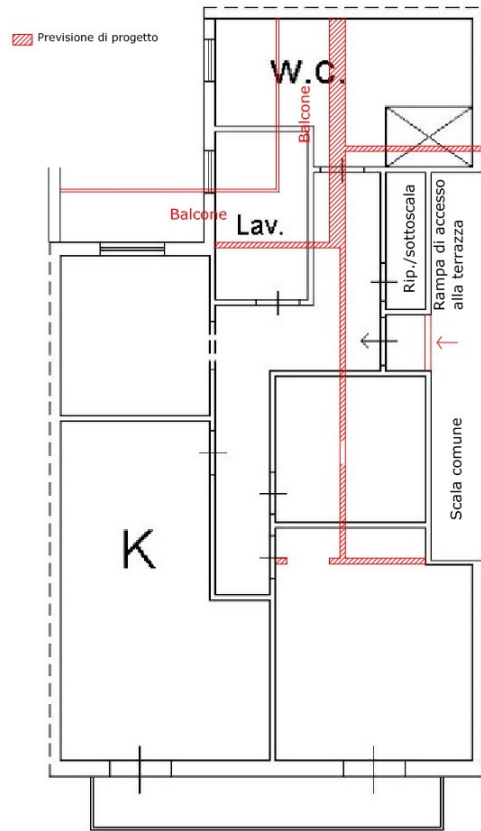 Previsione di progetto
W.C.
Balcone
Balcone
Lav.
Rip./sottoscala
Rampa di accesso
alla terrazza
Scala comune
K